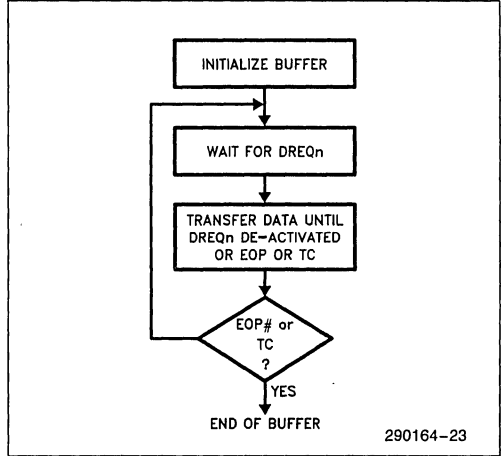 INITIALIZE BUFFER
WAIT FOR DREQn
TRANSFER DATA UNTIL
DREQn DE-ACTIVATED
OR EOP OR TC
EOP# or
TC
?
YES
END OF BUFFER
290164-23